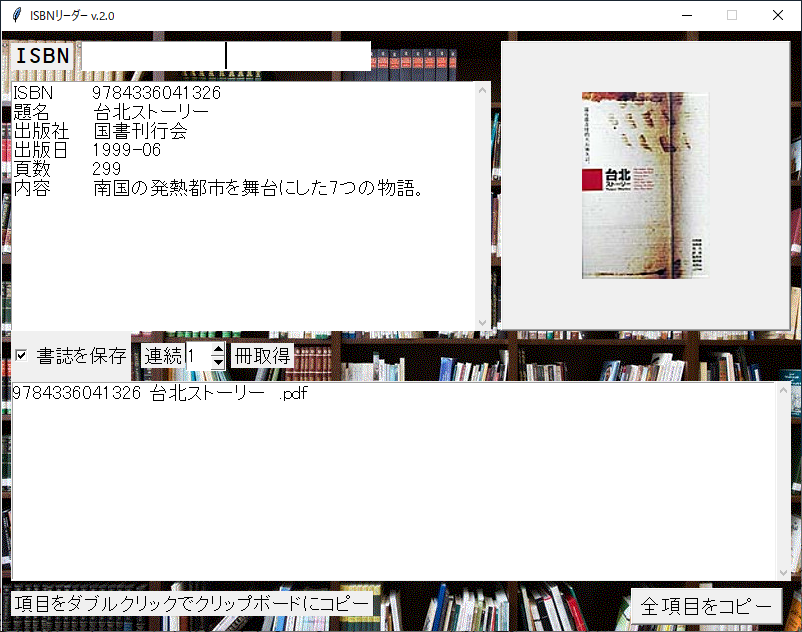 ISBNリーダー v.2.0
ISBN
ISBN 9784336041326
題名 台北ストーリー
出版社 国書刊行会
出版日 1999-06
頁数 299
内容 南国の発熱都市を舞台にした7つの物語。
台北
ストーリー
書誌を保存 連続 1 冊取得
9784336041326 台北ストーリー .pdf
項目をダブルクリックでクリップボードにコピー
全項目をコピー